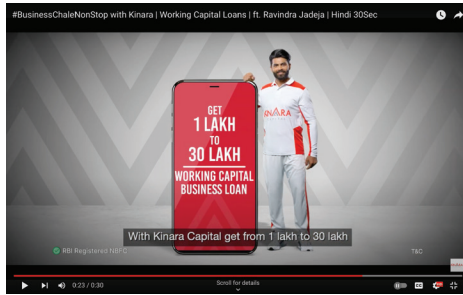 #BusinessChaleNonStop with Kinara | Working Capital Loans | ft. Ravindra Jadeja | Hindi 30Sec
GET
1 LAKH
TO
30 LAKH
WORKING CAPITAL
BUSINESS LOAN
KINARA
With Kinara Capital get from 1 lakh to 30 lakh
RBI Registered NBFC
T&C
0:23 / 0:30
Scroll for details
CC